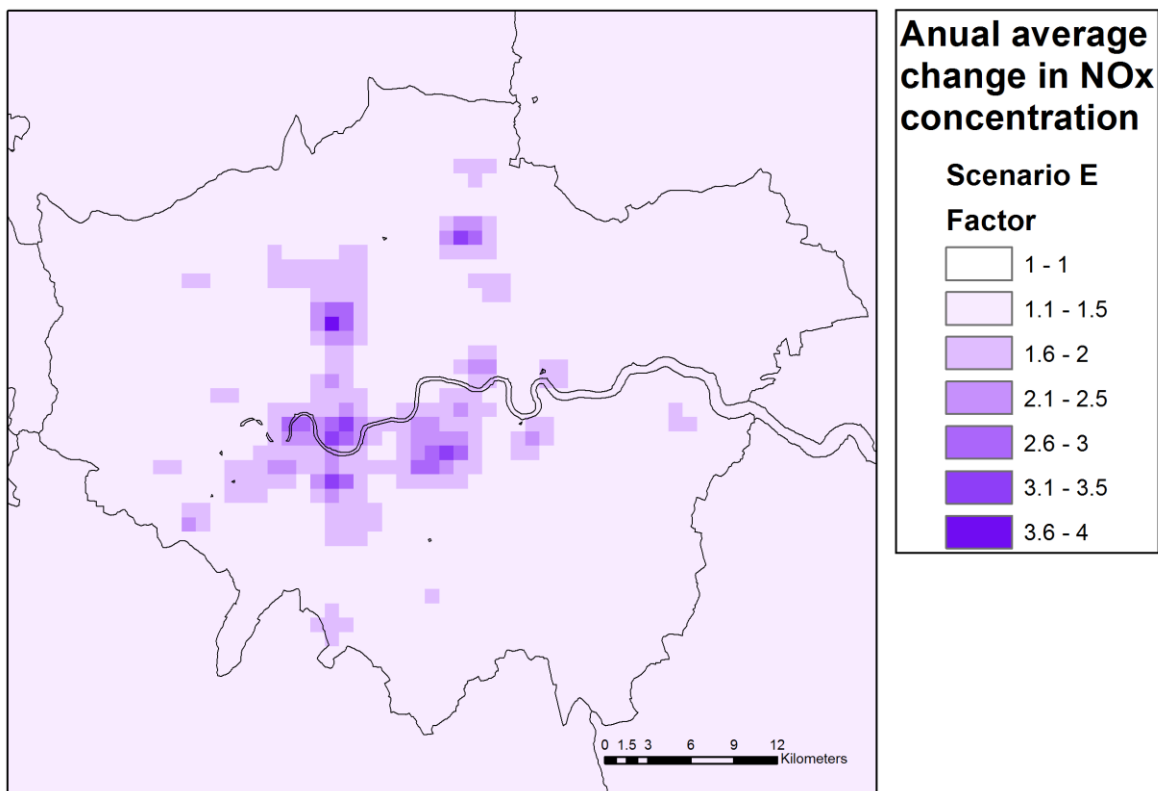 Anual average
change in NOx
concentration
Scenario E
Factor
1 - 1
1.1 - 1.5
1.6 - 2
2.1 - 2.5
2.6 - 3
3.1 - 3.5
3.6 - 4
0 1.5 3 6 9 12
Kilometers